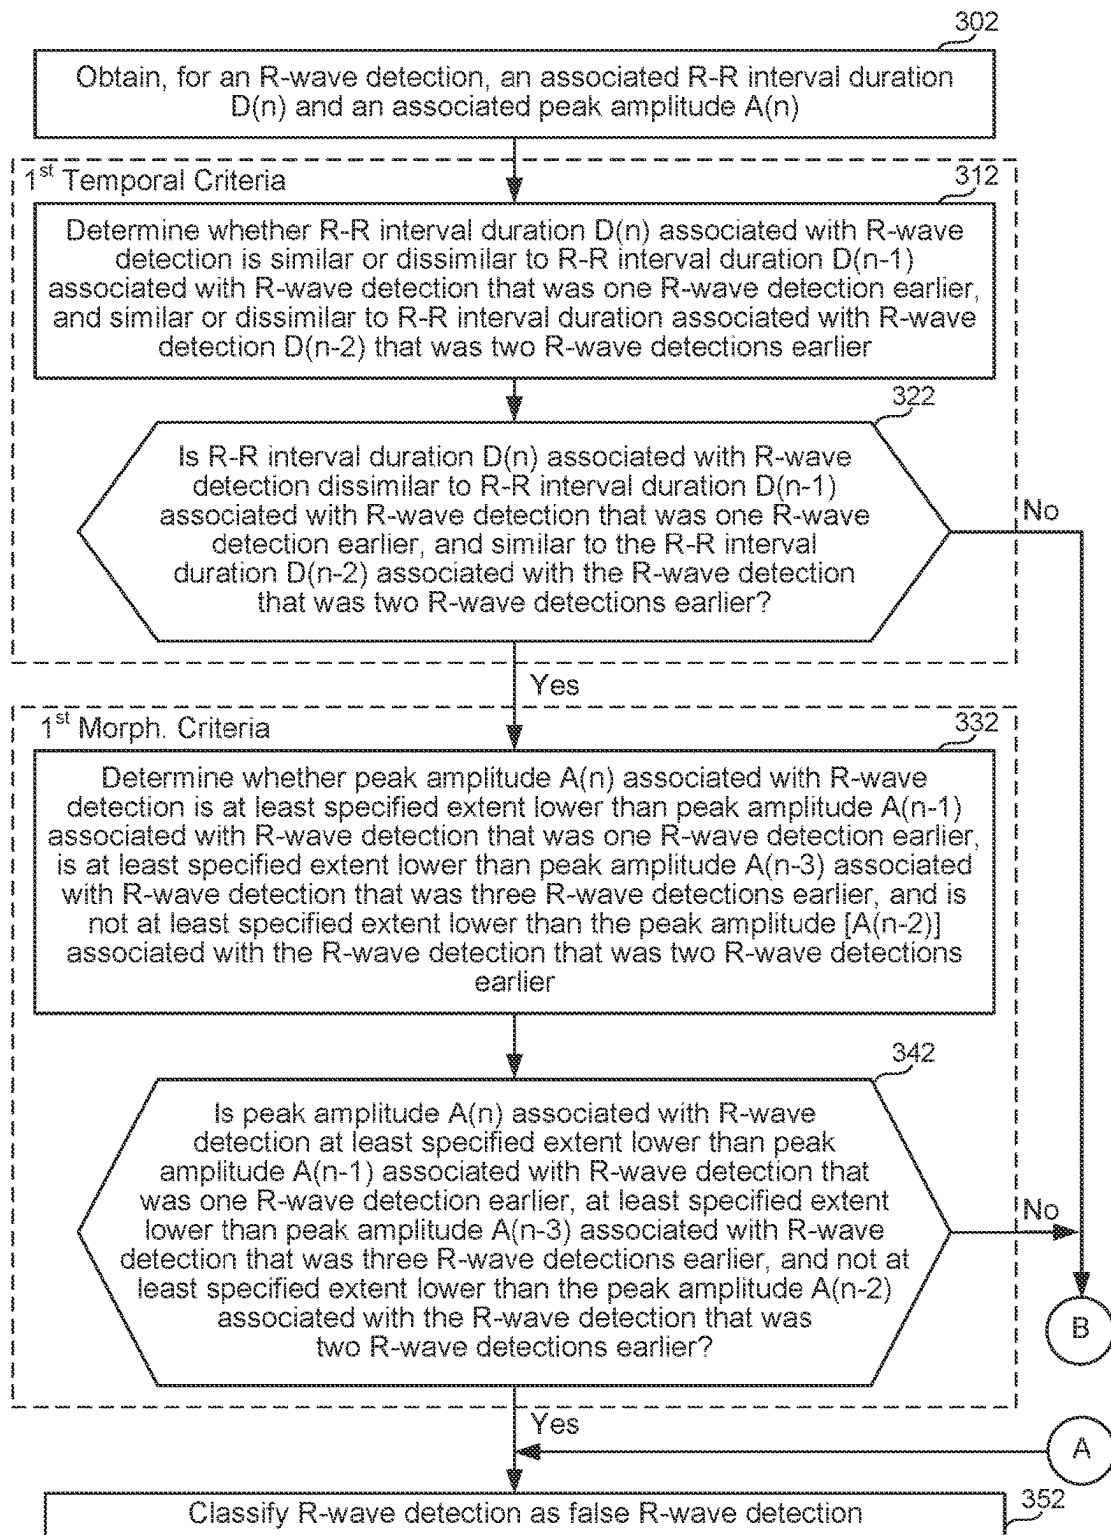 302
Obtain, for an R-wave detection, an associated R-R interval duration
D(n) and an associated peak amplitude A(n)
1st Temporal Criteria
312
Determine whether R-R interval duration D(n) associated with R-wave
detection is similar or dissimilar to R-R interval duration D(n-1)
associated with R-wave detection that was one R-wave detection earlier,
and similar or dissimilar to R-R interval duration associated with R-wave
detection D(n-2) that was two R-wave detections earlier
322
Is R-R interval duration D(n) associated with R-wave
detection dissimilar to R-R interval duration D(n-1)
associated with R-wave detection that was one R-wave
detection earlier, and similar to the R-R interval
duration D(n-2) associated with the R-wave detection
that was two R-wave detections earlier?
No
Yes
1st Morph. Criteria
332
Determine whether peak amplitude A(n) associated with R-wave
detection is at least specified extent lower than peak amplitude A(n-1)
associated with R-wave detection that was one R-wave detection earlier,
is at least specified extent lower than peak amplitude A(n-3) associated
with R-wave detection that was three R-wave detections earlier, and is
not at least specified extent lower than the peak amplitude [A(n-2)]
associated with the R-wave detection that was two R-wave detections
earlier
342
Is peak amplitude A(n) associated with R-wave
detection at least specified extent lower than peak
amplitude A(n-1) associated with R-wave detection that
was one R-wave detection earlier, at least specified extent
lower than peak amplitude A(n-3) associated with R-wave
detection that was three R-wave detections earlier, and not at
least specified extent lower than the peak amplitude A(n-2)
associated with the R-wave detection that was
two R-wave detections earlier?
No
B
Yes
A
352
Classify R-wave detection as false R-wave detection